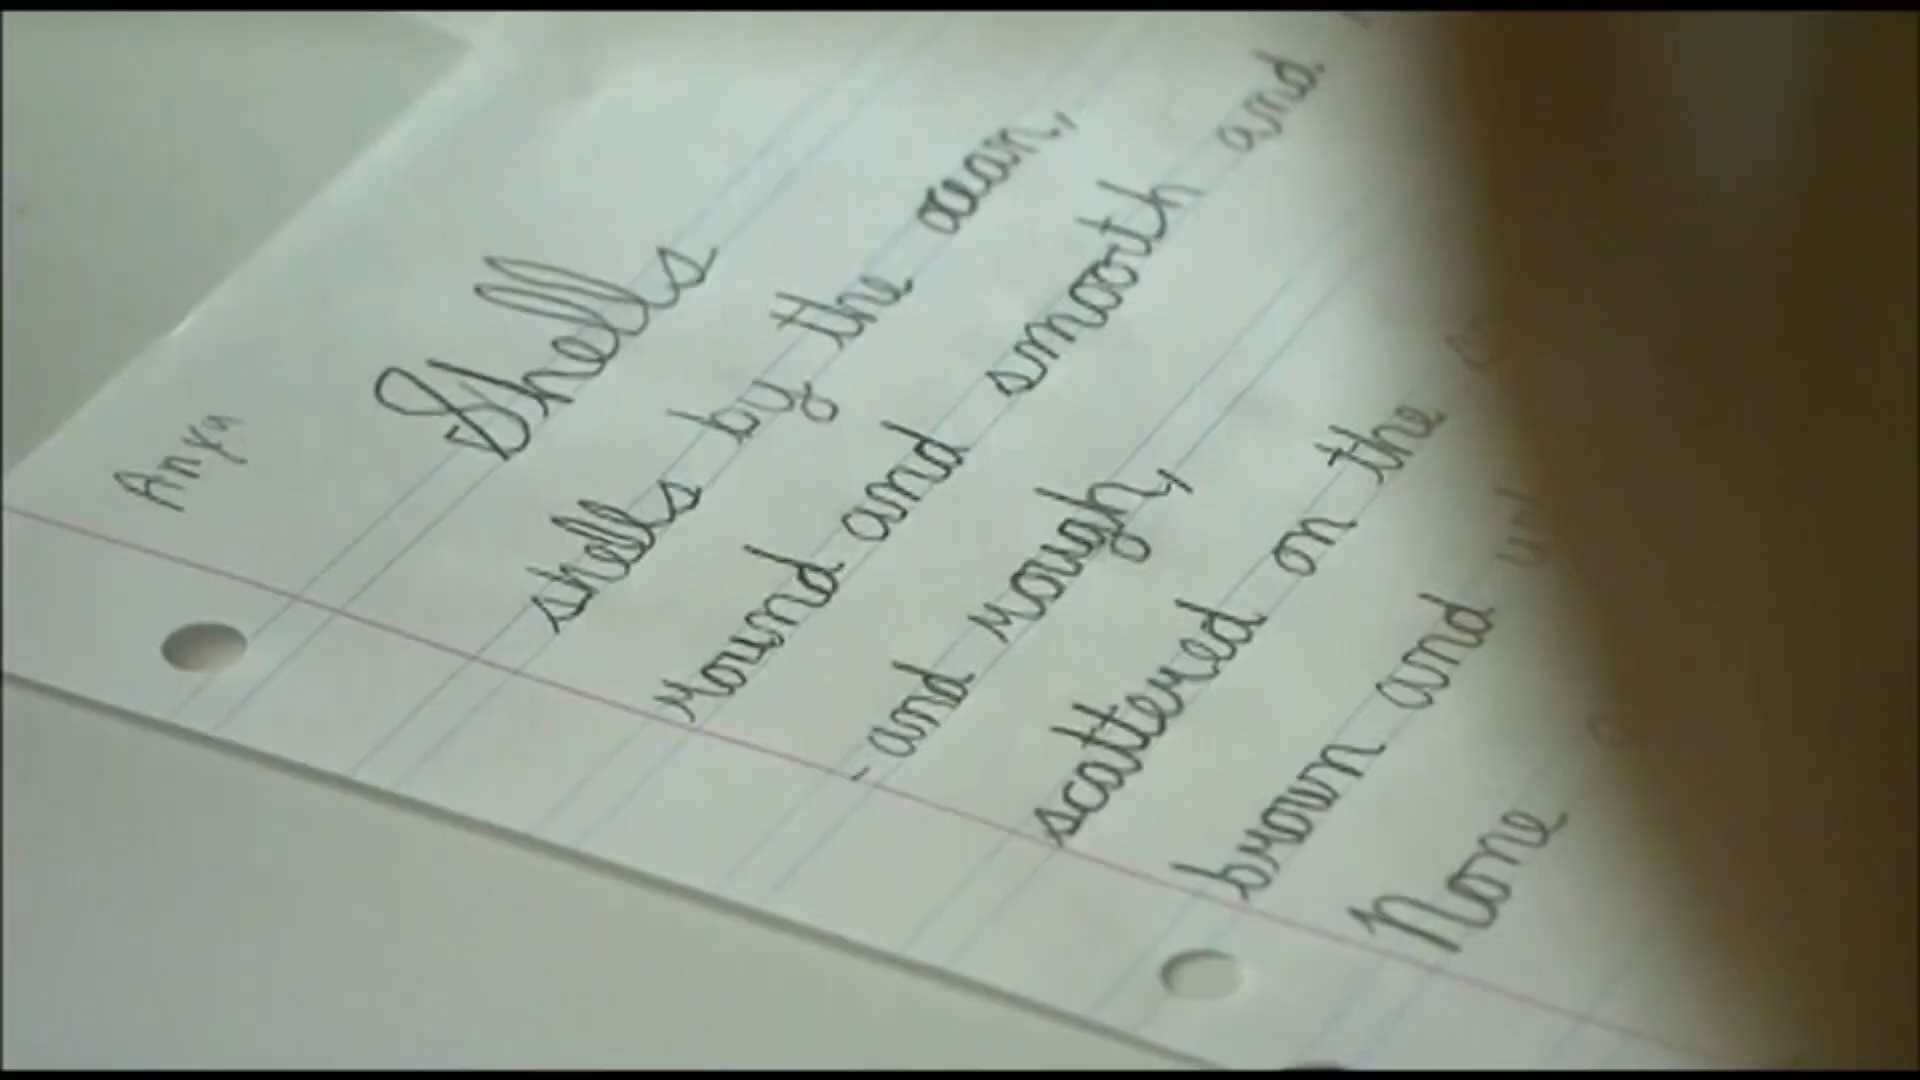 Anya
Shells
shells by the ocean,
round and smooth and
- and rough,
scattered on the
brown and
None